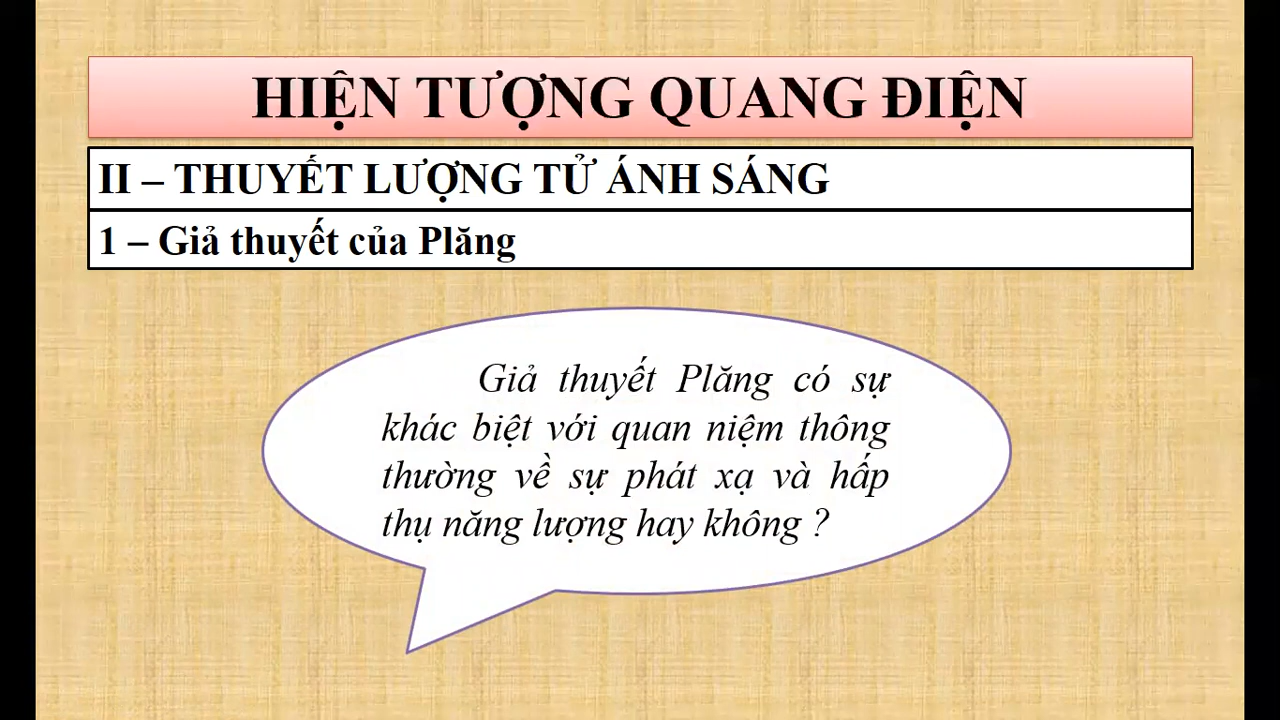 HIỆN TƯỢNG QUANG ĐIỆN
II – THUYẾT LƯỢNG TỬ ÁNH SÁNG
1 – Giả thuyết của Plăng
Giả thuyết Plăng có sự
khác biệt với quan niệm thông
thường về sự phát xạ và hấp
thụ năng lượng hay không ?